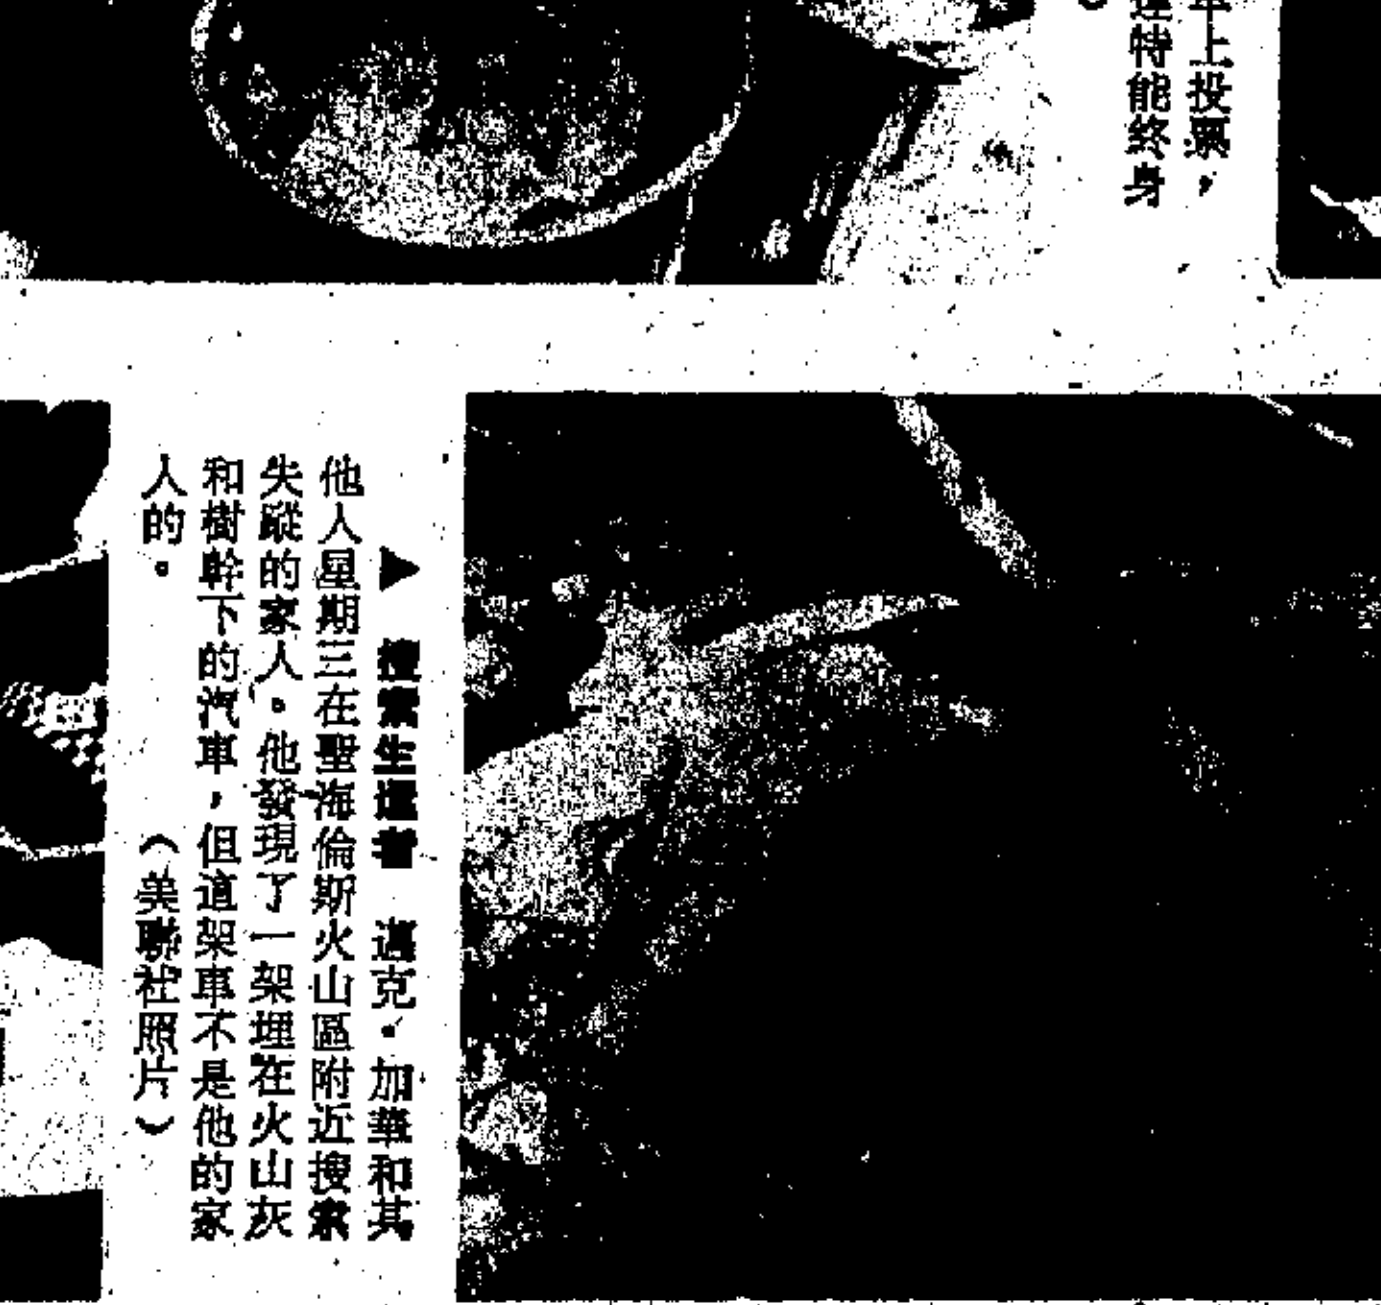 車上投票，
達特能終身
▶ 搜索生還者 邁克·加華和其
他人星期三在聖海倫斯火山區附近搜索
失蹤的家人。他發現了一架埋在火山灰
和樹幹下的汽車，但這架車不是他的家
人的。 （美聯社照片）